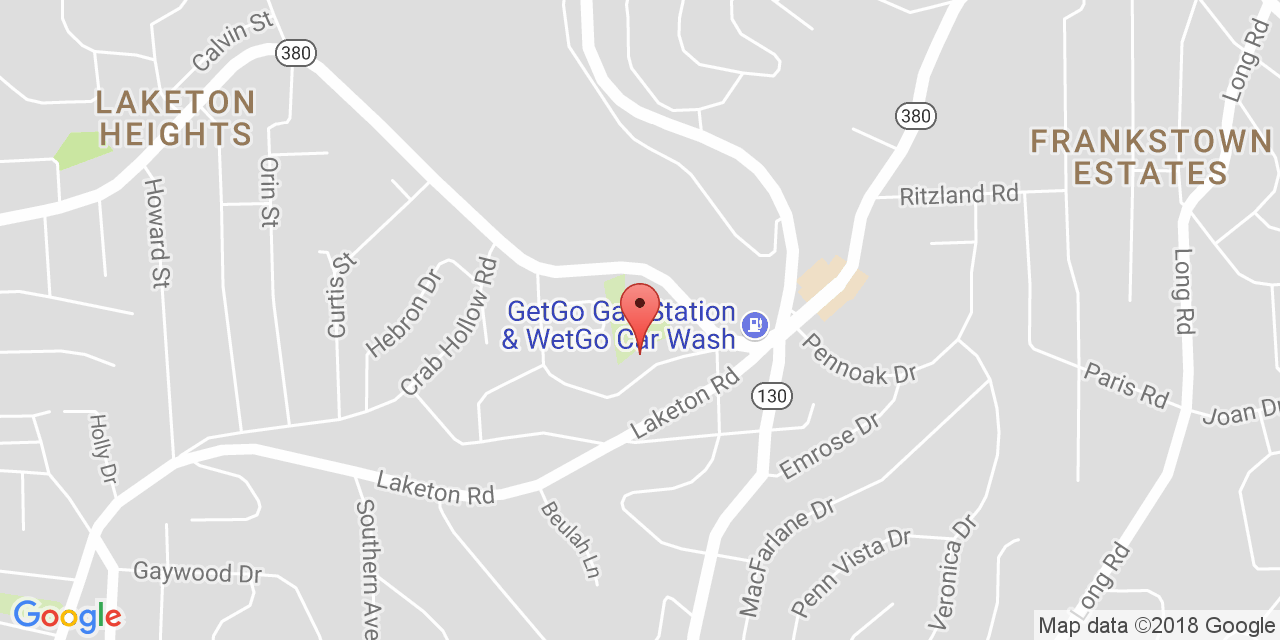 Calvin St
380
LAKETON
HEIGHTS
Long Rd
380
FRANKSTOWN
ESTATES
Orin St
Howard St
Ritzland Rd
Curtis St
Hebron Dr
Crab Hollow Rd
Long Rd
GetGo Gas Station
& WetGo Car Wash
Pennoak Dr
Laketon Rd
130
Paris Rd
Joan Dr
Holly Dr
Emrose Dr
Laketon Rd
Southern Ave
Beulah Ln
MacFarlane Dr
Penn Vista Dr
Veronica Dr
Long Rd
Gaywood Dr
Google
Map data ©2018 Google